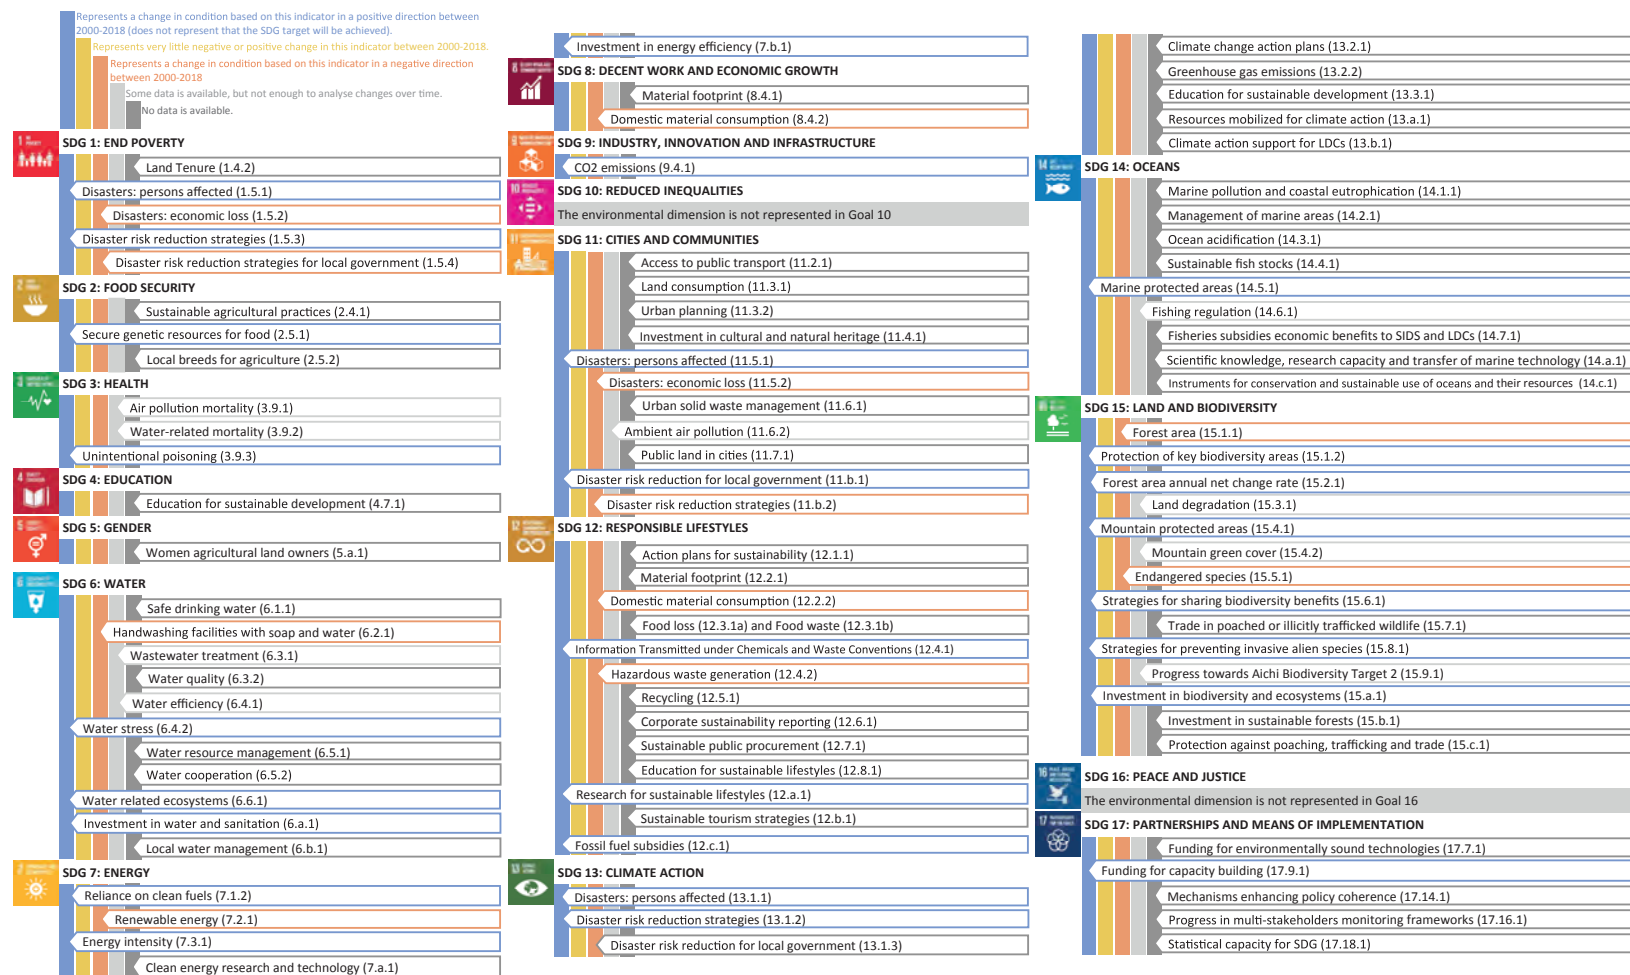 Represents a change in condition based on this indicator in a positive direction between
2000-2018 (does not represent that the SDG target will be achieved).
Represents very little negative or positive change in this indicator between 2000-2018.
Represents a change in condition based on this indicator in a negative direction
between 2000-2018
Some data is available, but not enough to analyse changes over time.
No data is available.
SDG 1: END POVERTY
Land Tenure (1.4.2)
Disasters: persons affected (1.5.1)
Disasters: economic loss (1.5.2)
Disaster risk reduction strategies (1.5.3)
Disaster risk reduction strategies for local government (1.5.4)
SDG 2: FOOD SECURITY
Sustainable agricultural practices (2.4.1)
Secure genetic resources for food (2.5.1)
Local breeds for agriculture (2.5.2)
SDG 3: HEALTH
Air pollution mortality (3.9.1)
Water-related mortality (3.9.2)
Unintentional poisoning (3.9.3)
SDG 4: EDUCATION
Education for sustainable development (4.7.1)
SDG 5: GENDER
Women agricultural land owners (5.a.1)
SDG 6: WATER
Safe drinking water (6.1.1)
Handwashing facilities with soap and water (6.2.1)
Wastewater treatment (6.3.1)
Water quality (6.3.2)
Water efficiency (6.4.1)
Water stress (6.4.2)
Water resource management (6.5.1)
Water cooperation (6.5.2)
Water related ecosystems (6.6.1)
Investment in water and sanitation (6.a.1)
Local water management (6.b.1)
SDG 7: ENERGY
Reliance on clean fuels (7.1.2)
Renewable energy (7.2.1)
Energy intensity (7.3.1)
Clean energy research and technology (7.a.1)
Investment in energy efficiency (7.b.1)
SDG 8: DECENT WORK AND ECONOMIC GROWTH
Material footprint (8.4.1)
Domestic material consumption (8.4.2)
SDG 9: INDUSTRY, INNOVATION AND INFRASTRUCTURE
CO2 emissions (9.4.1)
SDG 10: REDUCED INEQUALITIES
The environmental dimension is not represented in Goal 10
SDG 11: CITIES AND COMMUNITIES
Access to public transport (11.2.1)
Land consumption (11.3.1)
Urban planning (11.3.2)
Investment in cultural and natural heritage (11.4.1)
Disasters: persons affected (11.5.1)
Disasters: economic loss (11.5.2)
Urban solid waste management (11.6.1)
Ambient air pollution (11.6.2)
Public land in cities (11.7.1)
Disaster risk reduction for local government (11.b.1)
Disaster risk reduction strategies (11.b.2)
SDG 12: RESPONSIBLE LIFESTYLES
Action plans for sustainability (12.1.1)
Material footprint (12.2.1)
Domestic material consumption (12.2.2)
Food loss (12.3.1a) and Food waste (12.3.1b)
Information Transmitted under Chemicals and Waste Conventions (12.4.1)
Hazardous waste generation (12.4.2)
Recycling (12.5.1)
Corporate sustainability reporting (12.6.1)
Sustainable public procurement (12.7.1)
Education for sustainable lifestyles (12.8.1)
Research for sustainable lifestyles (12.a.1)
Sustainable tourism strategies (12.b.1)
Fossil fuel subsidies (12.c.1)
SDG 13: CLIMATE ACTION
Disasters: persons affected (13.1.1)
Disaster risk reduction strategies (13.1.2)
Disaster risk reduction for local government (13.1.3)
Climate change action plans (13.2.1)
Greenhouse gas emissions (13.2.2)
Education for sustainable development (13.3.1)
Resources mobilized for climate action (13.a.1)
Climate action support for LDCs (13.b.1)
SDG 14: OCEANS
Marine pollution and coastal eutrophication (14.1.1)
Management of marine areas (14.2.1)
Ocean acidification (14.3.1)
Sustainable fish stocks (14.4.1)
Marine protected areas (14.5.1)
Fishing regulation (14.6.1)
Fisheries subsidies economic benefits to SIDS and LDCs (14.7.1)
Scientific knowledge, research capacity and transfer of marine technology (14.a.1)
Instruments for conservation and sustainable use of oceans and their resources (14.c.1)
SDG 15: LAND AND BIODIVERSITY
Forest area (15.1.1)
Protection of key biodiversity areas (15.1.2)
Forest area annual net change rate (15.2.1)
Land degradation (15.3.1)
Mountain protected areas (15.4.1)
Mountain green cover (15.4.2)
Endangered species (15.5.1)
Strategies for sharing biodiversity benefits (15.6.1)
Trade in poached or illicitly trafficked wildlife (15.7.1)
Strategies for preventing invasive alien species (15.8.1)
Progress towards Aichi Biodiversity Target 2 (15.9.1)
Investment in biodiversity and ecosystems (15.a.1)
Investment in sustainable forests (15.b.1)
Protection against poaching, trafficking and trade (15.c.1)
SDG 16: PEACE AND JUSTICE
The environmental dimension is not represented in Goal 16
SDG 17: PARTNERSHIPS AND MEANS OF IMPLEMENTATION
Funding for environmentally sound technologies (17.7.1)
Funding for capacity building (17.9.1)
Mechanisms enhancing policy coherence (17.14.1)
Progress in multi-stakeholders monitoring frameworks (17.16.1)
Statistical capacity for SDG (17.18.1)